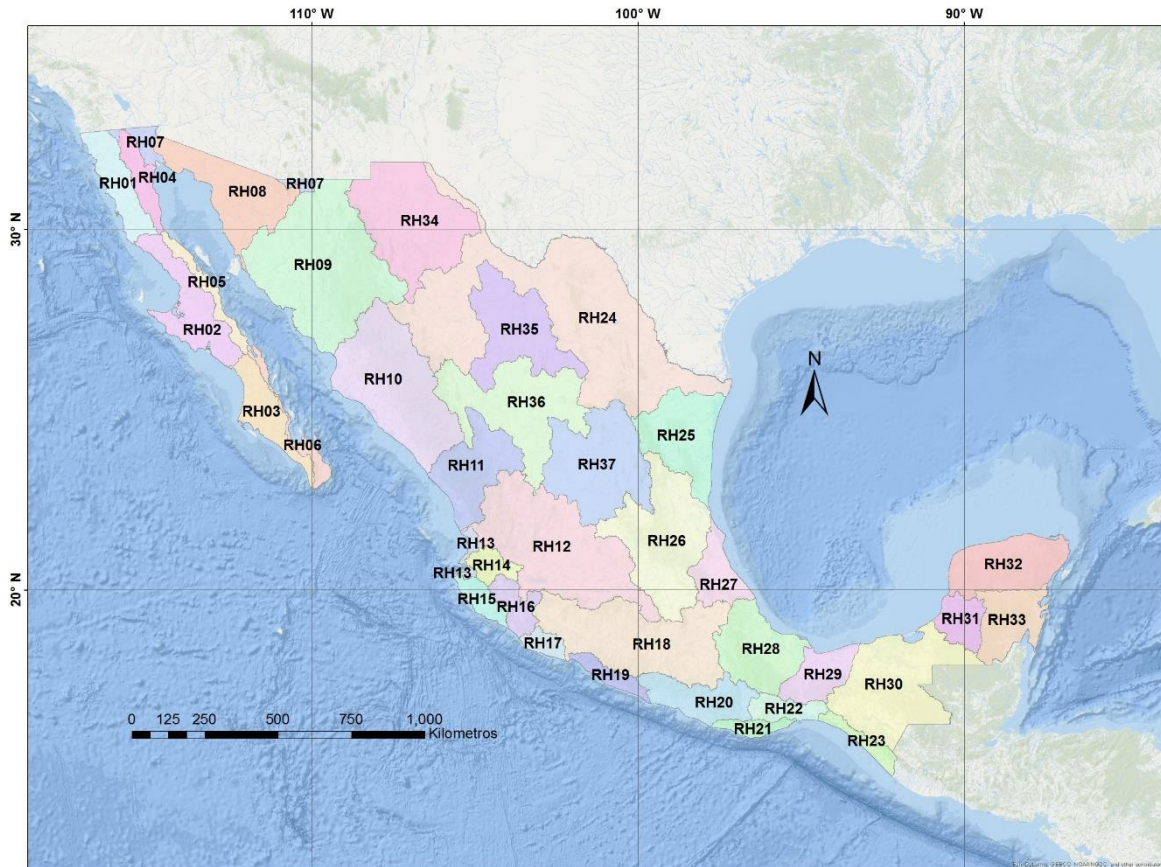 110° W 100° W 90° W
RH07
RH04
RH01
RH08
RH07
RH34
30° N
RH09
RH05
RH24
RH02
RH35
N
RH10
RH36
RH03
RH25
RH06
RH11
RH37
RH13
RH12
RH26
RH14
RH13
RH27
RH32
20° N
RH15
RH16
RH31
RH33
RH17
RH18
RH28
RH19
RH29
RH30
RH20
RH22
0 125 250 500 750 1,000
Kilometros
RH21
RH23